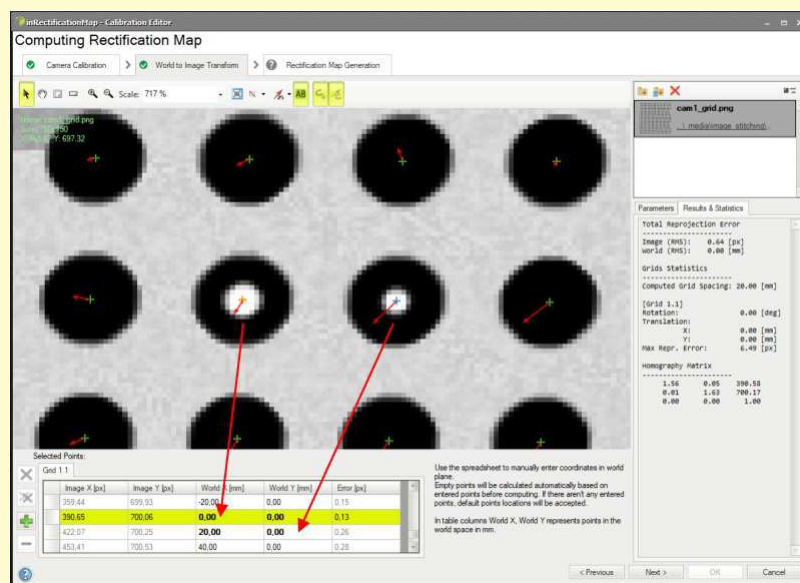 inRectificationMap - Calibration Editor
Computing Rectification Map
Camera Calibration > World to Image Transform > Rectification Map Generation
Scale: 717 %
AB
697.32
cam1_grid.png
..\media\image_stitching\
Parameters Results & Statistics
Total Reprojection Error
Image (RMS): 0.64 [px]
World (RMS): 0.00 [mm]
Grids Statistics
Computed Grid Spacing: 20.00 [mm]
[Grid 1.1]
Rotation: 0.00 [deg]
Translation:
X: 0.00 [mm]
Y: 0.00 [mm]
Max Repr. Error: 6.49 [px]
Homography Matrix
1.56 0.05 390.58
0.01 1.63 700.17
0.00 0.00 1.00
Selected Points:
Grid 1.1
Image X [px] Image Y [px] World X [mm] World Y [mm] Error [px]
359.44 699.93 -20,00 0,00 0.15
390.65 700.06 0,00 0,00 0,13
422.07 700.25 20,00 0,00 0.26
453.41 700.53 40,00 0,00 0.28
Use the spreadsheet to manually enter coordinates in world
plane.
Empty points will be calculated automatically based on
entered points before computing. If there aren't any entered
points, default points locations will be accepted.
In table columns World X, World Y represents points in the
world space in mm.
< Previous Next > OK Cancel